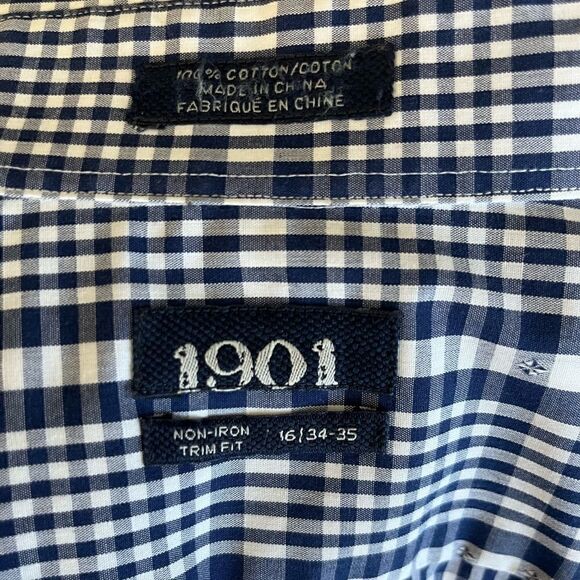 100% COTTON/COTON
MADE IN CHINA
FABRIQUÉ EN CHINE
1901
NON-IRON 16/34-35
TRIM FIT